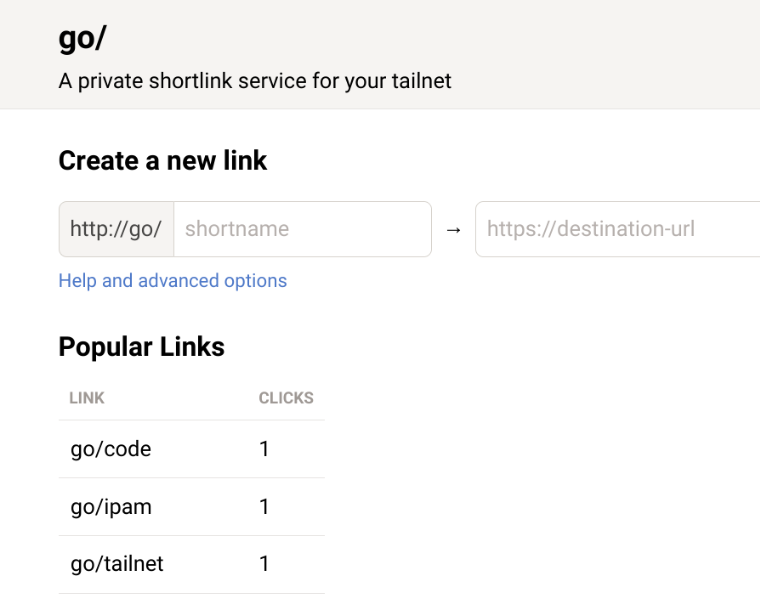 go/
A private shortlink service for your tailnet
Create a new link
http://go/ shortname → https://destination-url
Help and advanced options
Popular Links
LINK CLICKS
go/code 1
go/ipam 1
go/tailnet 1